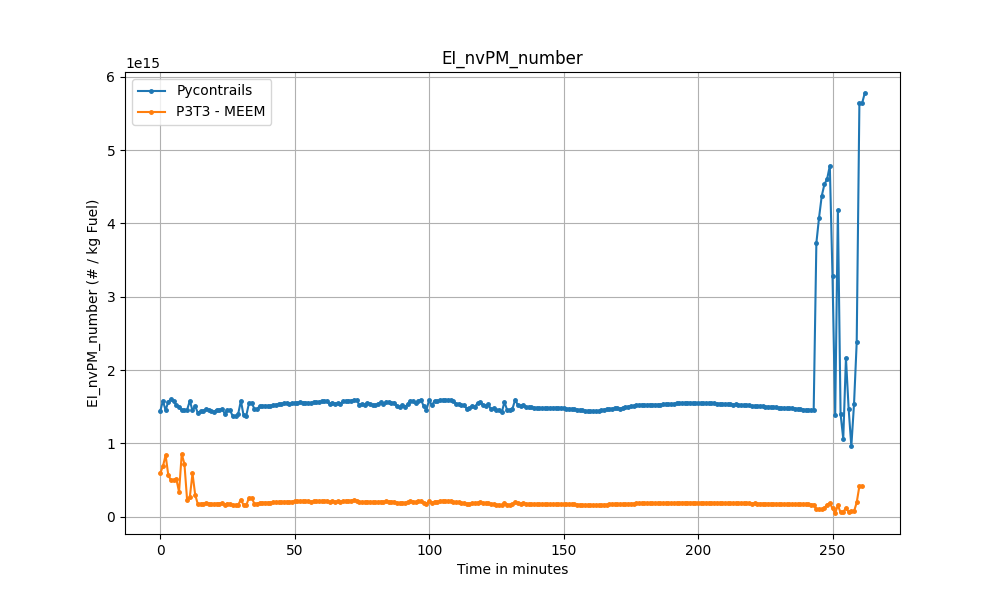 EI_nvPM_number
1e15
Pycontrails
P3T3 - MEEM
EI_nvPM_number (# / kg Fuel)
6
5
4
3
2
1
0
0 50 100 150 200 250
Time in minutes